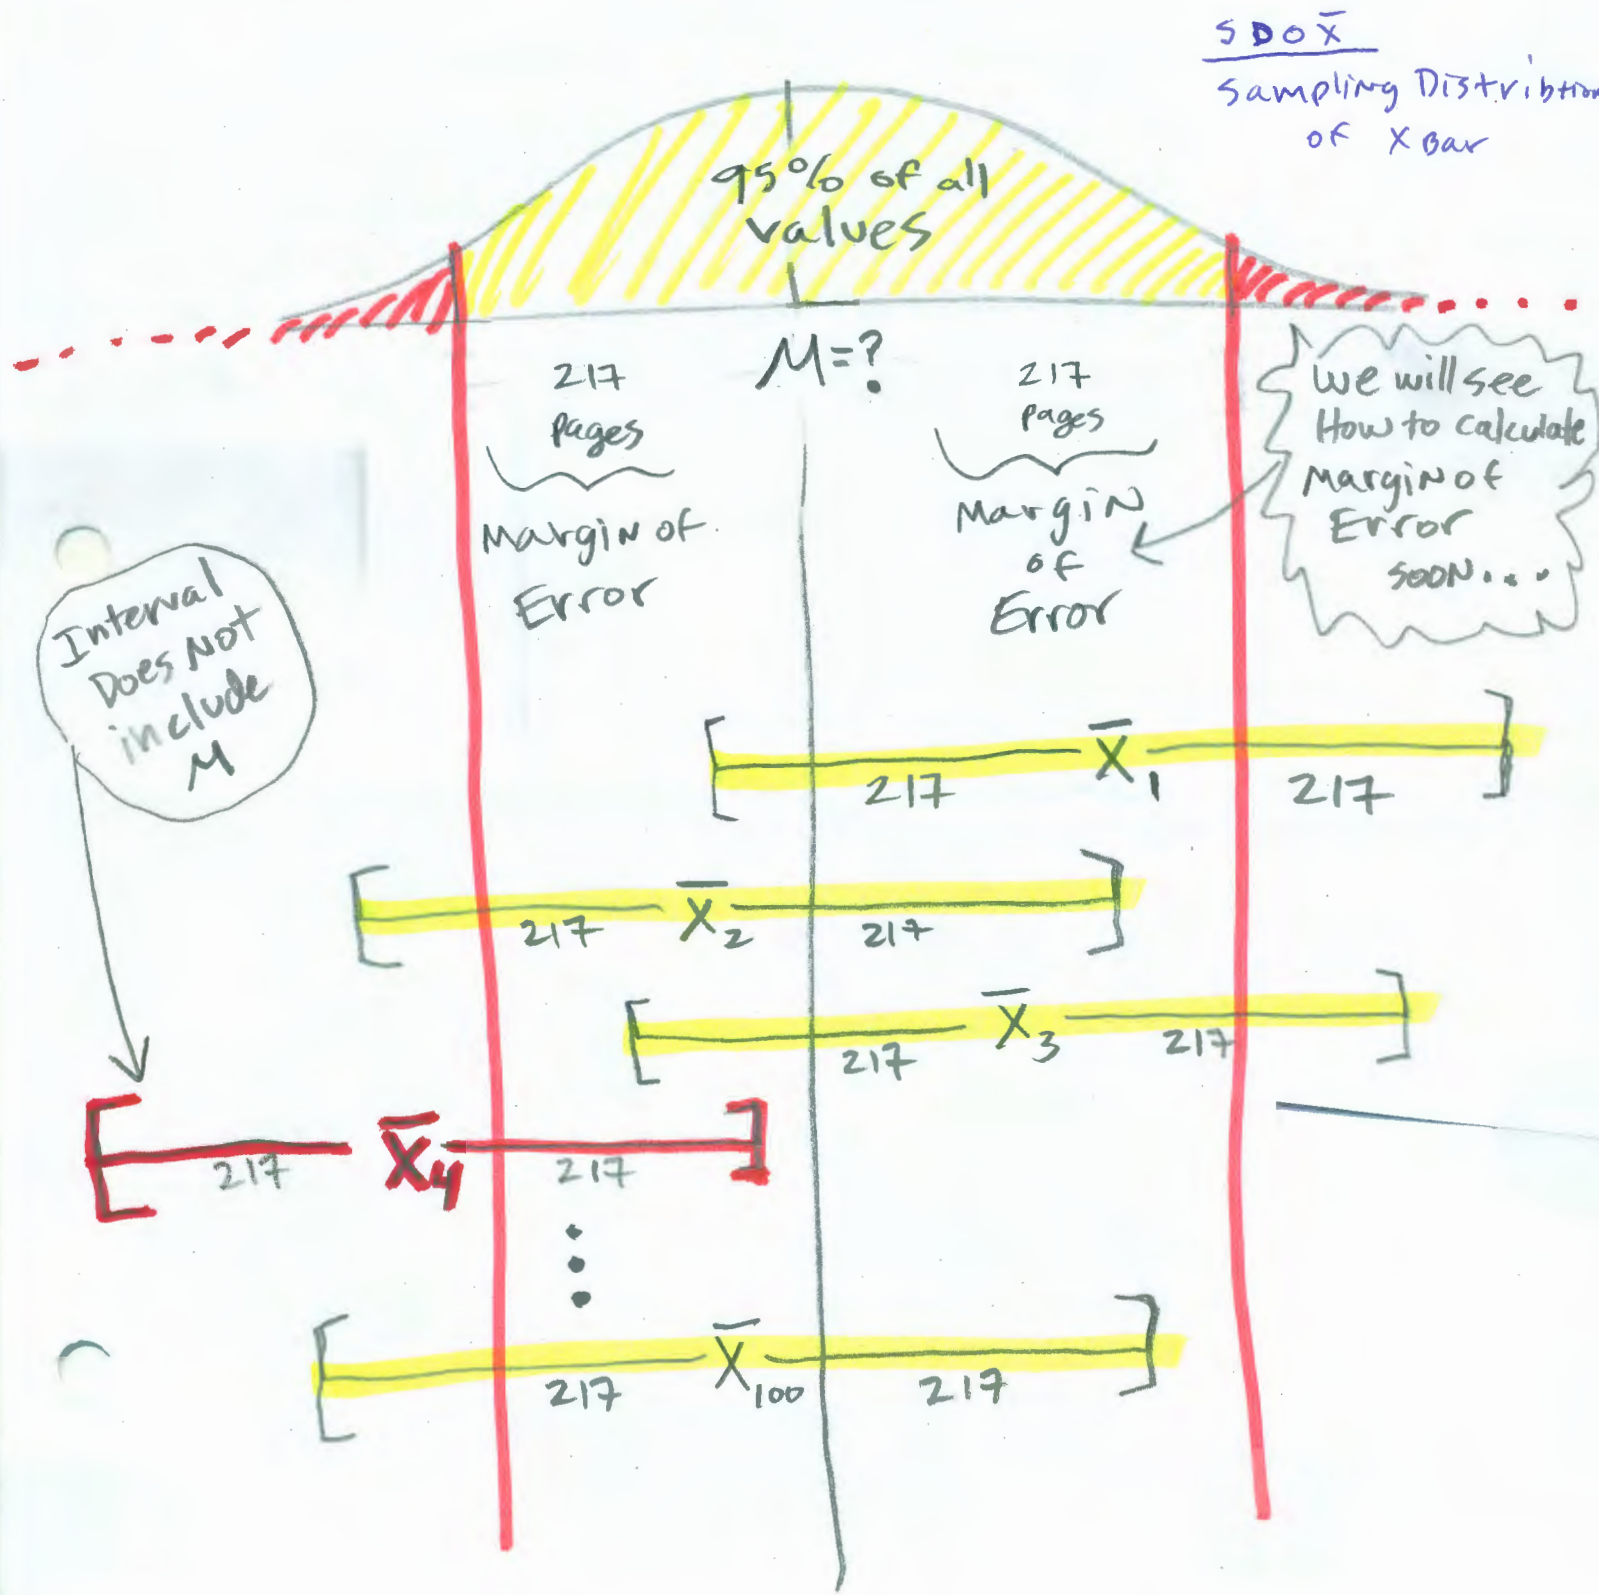 SDOX̄
Sampling Distribtion
of X Bar
95% of all
values
M=?
217
pages
Margin of
Error
217
pages
Margin
of
Error
We will see
How to calculate
Margin of
Error
soon...
Interval
Does Not
include
M
[ 217 X̄1 217 ]
[ 217 X̄2 217 ]
[ 217 X̄3 217 ]
[ 217 X̄4 217 ]
[ 217 X̄100 217 ]